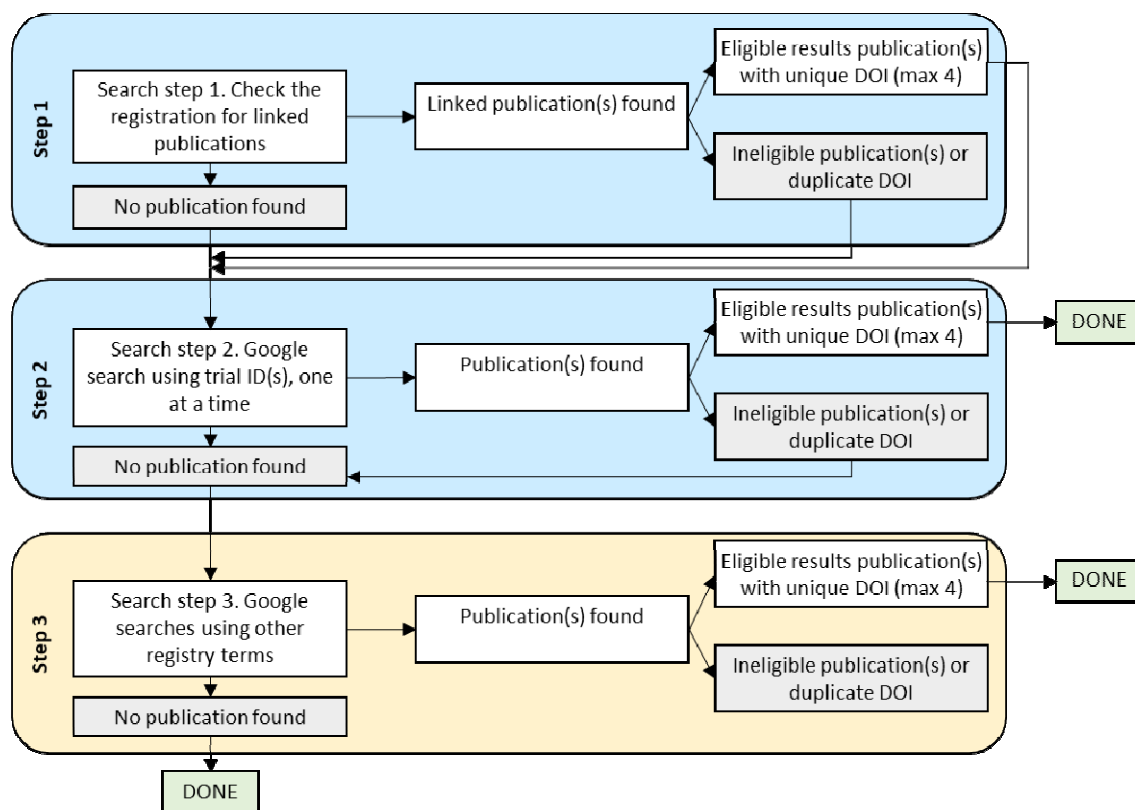 Step 1
Search step 1. Check the
registration for linked
publications
No publication found
Linked publication(s) found
Eligible results publication(s)
with unique DOI (max 4)
Ineligible publication(s) or
duplicate DOI
Step 2
Search step 2. Google
search using trial ID(s), one
at a time
No publication found
Publication(s) found
Eligible results publication(s)
with unique DOI (max 4)
DONE
Ineligible publication(s) or
duplicate DOI
Step 3
Search step 3. Google
searches using other
registry terms
No publication found
Publication(s) found
Eligible results publication(s)
with unique DOI (max 4)
DONE
Ineligible publication(s) or
duplicate DOI
DONE